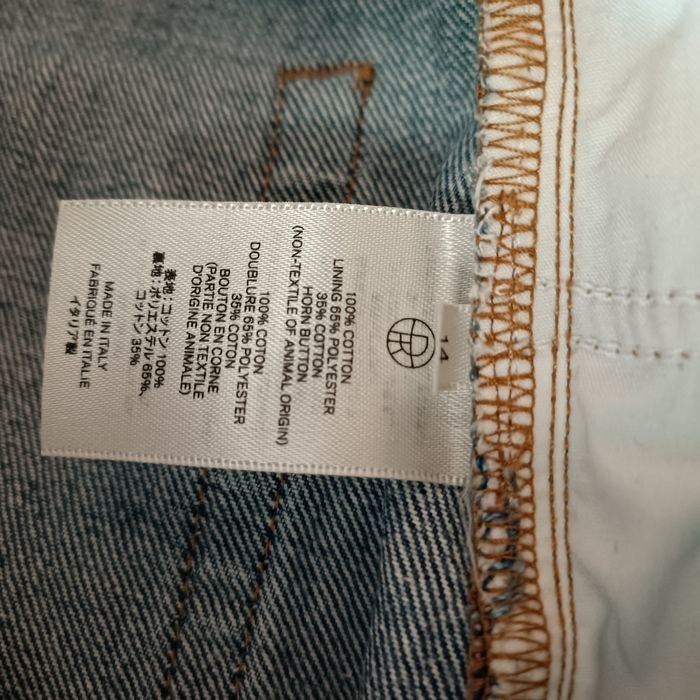 14
100% COTTON
LINING 65% POLYESTER
35% COTTON
HORN BUTTON
(NON-TEXTILE OF ANIMAL ORIGIN)
100% COTON
DOUBLURE 65% POLYESTER
35% COTON
BOUTON EN CORNE
(PARTIE NON TEXTILE
D'ORIGINE ANIMALE)
表地：コットン 100%
裏地：ポリエステル 65%、
コットン 35%
MADE IN ITALY
FABRIQUÉ EN ITALIE
イタリア製